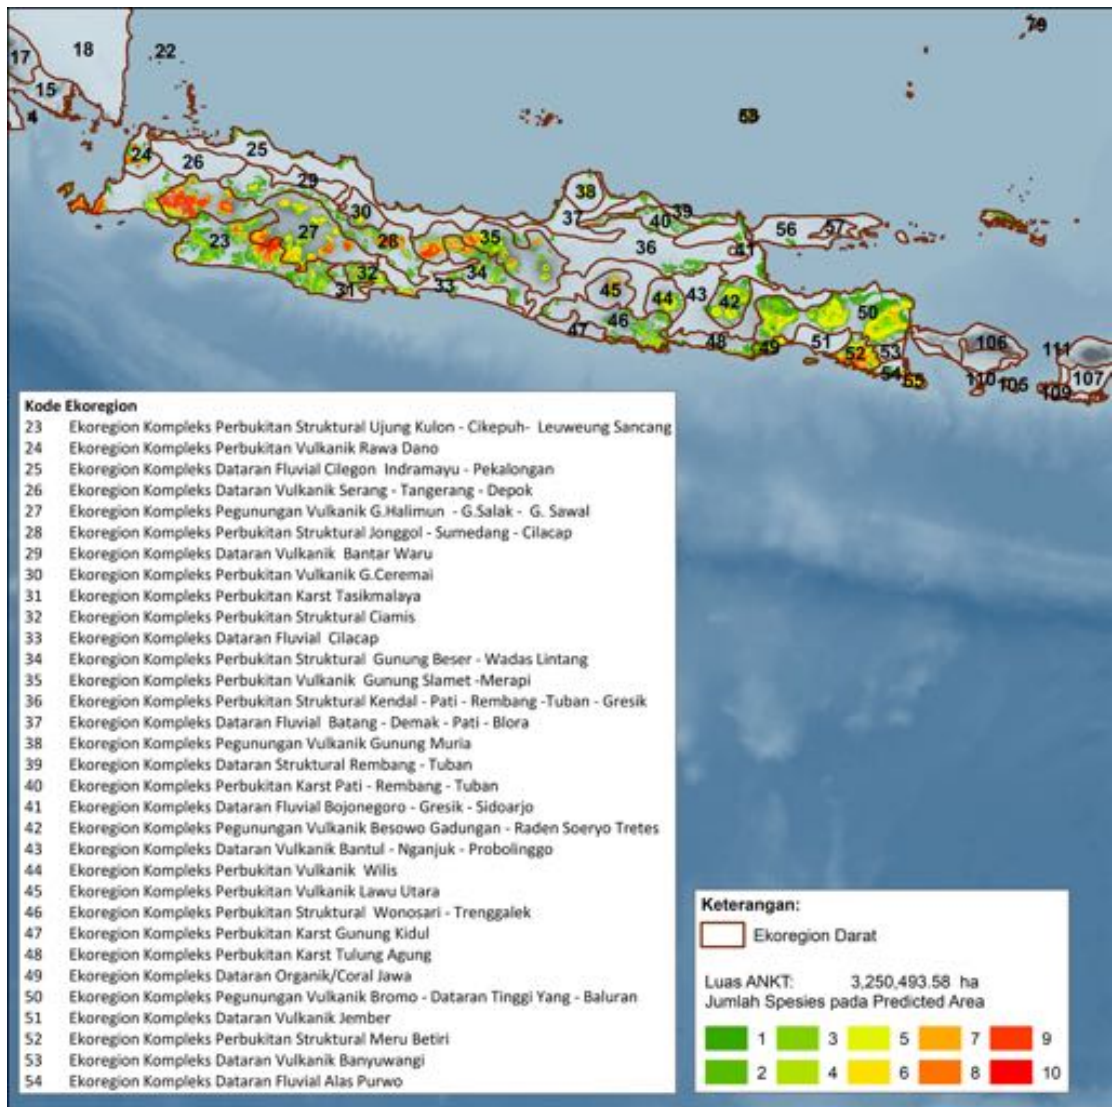 18
17
22
79
15
4
58
24
26
25
29
38
39
30
37
40
56
57
23
27
28
35
36
41
32
34
31
33
45
44
43
42
50
46
47
48
49
51
52
53
54
55
106
111
110
105
107
109
Kode Ekoregion
23 Ekoregion Kompleks Perbukitan Struktural Ujung Kulon - Cikepuh- Leuweung Sancang
24 Ekoregion Kompleks Perbukitan Vulkanik Rawa Dano
25 Ekoregion Kompleks Dataran Fluvial Cilegon Indramayu - Pekalongan
26 Ekoregion Kompleks Dataran Vulkanik Serang - Tangerang - Depok
27 Ekoregion Kompleks Pegunungan Vulkanik G.Halimun - G.Salak - G. Sawal
28 Ekoregion Kompleks Perbukitan Struktural Jonggol - Sumedang - Cilacap
29 Ekoregion Kompleks Dataran Vulkanik Bantar Waru
30 Ekoregion Kompleks Perbukitan Vulkanik G.Ceremai
31 Ekoregion Kompleks Perbukitan Karst Tasikmalaya
32 Ekoregion Kompleks Perbukitan Struktural Ciamis
33 Ekoregion Kompleks Dataran Fluvial Cilacap
34 Ekoregion Kompleks Perbukitan Struktural Gunung Beser - Wadas Lintang
35 Ekoregion Kompleks Perbukitan Vulkanik Gunung Slamet -Merapi
36 Ekoregion Kompleks Perbukitan Struktural Kendal - Pati - Rembang -Tuban - Gresik
37 Ekoregion Kompleks Dataran Fluvial Batang - Demak - Pati - Blora
38 Ekoregion Kompleks Pegunungan Vulkanik Gunung Muria
39 Ekoregion Kompleks Dataran Struktural Rembang - Tuban
40 Ekoregion Kompleks Perbukitan Karst Pati - Rembang - Tuban
41 Ekoregion Kompleks Dataran Fluvial Bojonegoro - Gresik - Sidoarjo
42 Ekoregion Kompleks Pegunungan Vulkanik Besowo Gadungan - Raden Soeryo Tretes
43 Ekoregion Kompleks Dataran Vulkanik Bantul - Nganjuk - Probolinggo
44 Ekoregion Kompleks Perbukitan Vulkanik Wilis
45 Ekoregion Kompleks Perbukitan Vulkanik Lawu Utara
46 Ekoregion Kompleks Perbukitan Struktural Wonosari - Trenggalek
47 Ekoregion Kompleks Perbukitan Karst Gunung Kidul
48 Ekoregion Kompleks Perbukitan Karst Tulung Agung
49 Ekoregion Kompleks Dataran Organik/Coral Jawa
50 Ekoregion Kompleks Pegunungan Vulkanik Bromo - Dataran Tinggi Yang - Baluran
51 Ekoregion Kompleks Dataran Vulkanik Jember
52 Ekoregion Kompleks Perbukitan Struktural Meru Betiri
53 Ekoregion Kompleks Dataran Vulkanik Banyuwangi
54 Ekoregion Kompleks Dataran Fluvial Alas Purwo
Keterangan:
Ekoregion Darat
Luas ANKT: 3,250,493.58 ha
Jumlah Spesies pada Predicted Area
1 3 5 7 9
2 4 6 8 10